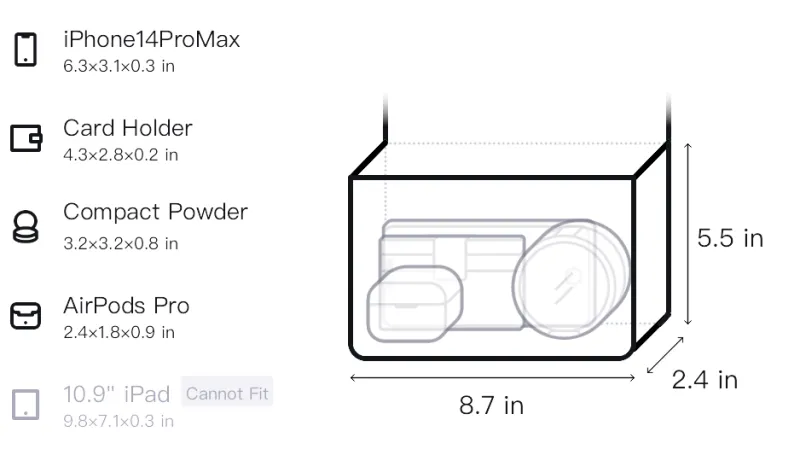 iPhone14ProMax
6.3×3.1×0.3 in
Card Holder
4.3×2.8×0.2 in
Compact Powder
3.2×3.2×0.8 in
AirPods Pro
2.4×1.8×0.9 in
10.9" iPad Cannot Fit
9.8×7.1×0.3 in
5.5 in
2.4 in
8.7 in